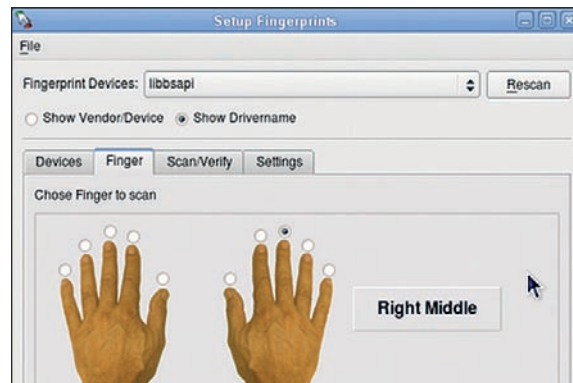 Setup Fingerprints
File
Fingerprint Devices: libbsapi Rescan
Show Vendor/Device Show Drivername
Devices Finger Scan/Verify Settings
Chose Finger to scan
Right Middle